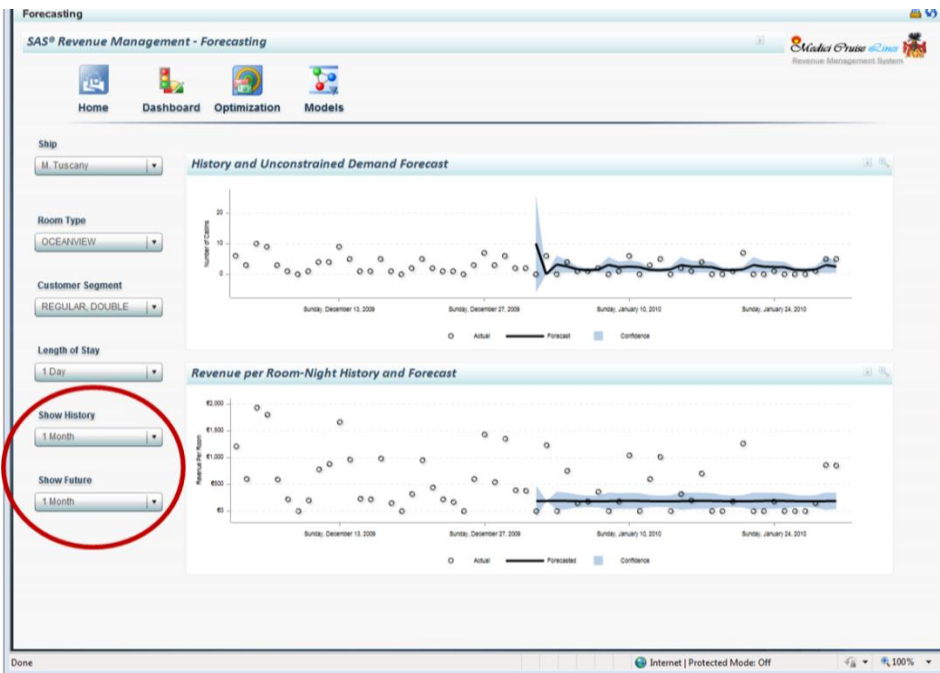 Forecasting
SAS® Revenue Management - Forecasting
Medici Cruise Lines
Revenue Management System
Home Dashboard Optimization Models
Ship
M. Tuscany
Room Type
OCEANVIEW
Customer Segment
REGULAR, DOUBLE
Length of Stay
1 Day
Show History
1 Month
Show Future
1 Month
History and Unconstrained Demand Forecast
Number of Cabins
20
10
0
Sunday, December 13, 2009 Sunday, December 27, 2009 Sunday, January 10, 2010 Sunday, January 24, 2010
Actual Forecast Confidence
Revenue per Room-Night History and Forecast
Revenue Per Room
€2,000
€1,500
€1,000
€500
€0
Sunday, December 13, 2009 Sunday, December 27, 2009 Sunday, January 10, 2010 Sunday, January 24, 2010
Actual Forecasted Confidence
Done Internet | Protected Mode: Off 100%